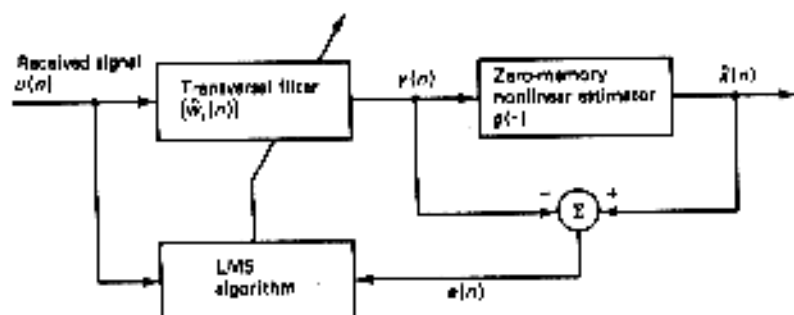 Received signal
u(n)
Transversal filter
{ŵᵢ(n)}
y(n)
Zero-memory
nonlinear estimator
g(·)
x̂(n)
−
+
Σ
LMS
algorithm
e(n)